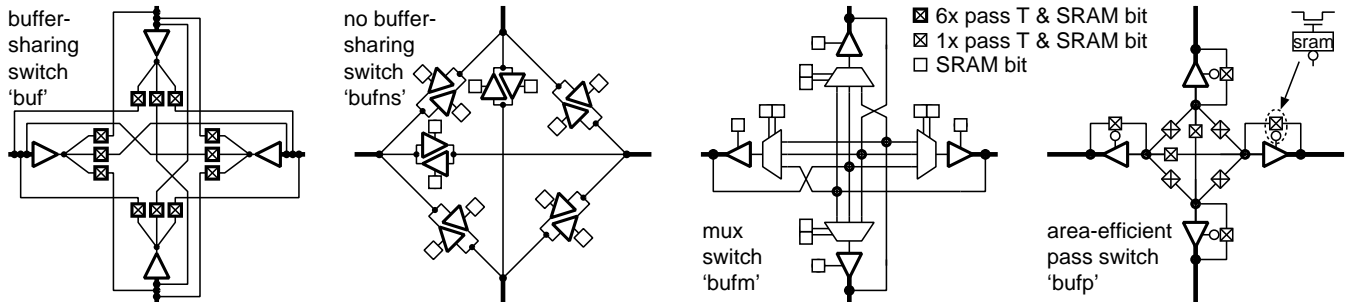 buffer-
sharing
switch
'buf'
no buffer-
sharing
switch
'bufns'
mux
switch
'bufm'
6x pass T & SRAM bit
1x pass T & SRAM bit
SRAM bit
sram
area-efficient
pass switch
'bufp'